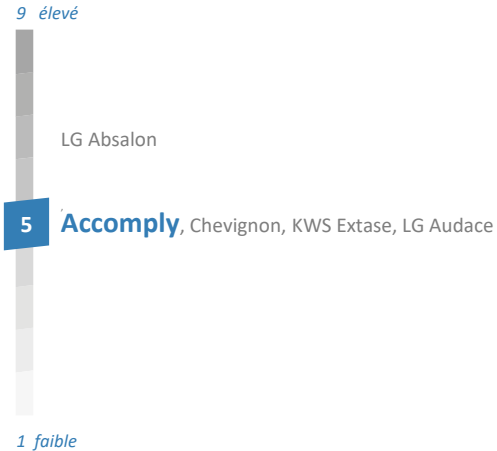 9 élevé
LG Absalon
5 Accomply, Chevignon, KWS Extase, LG Audace
1 faible